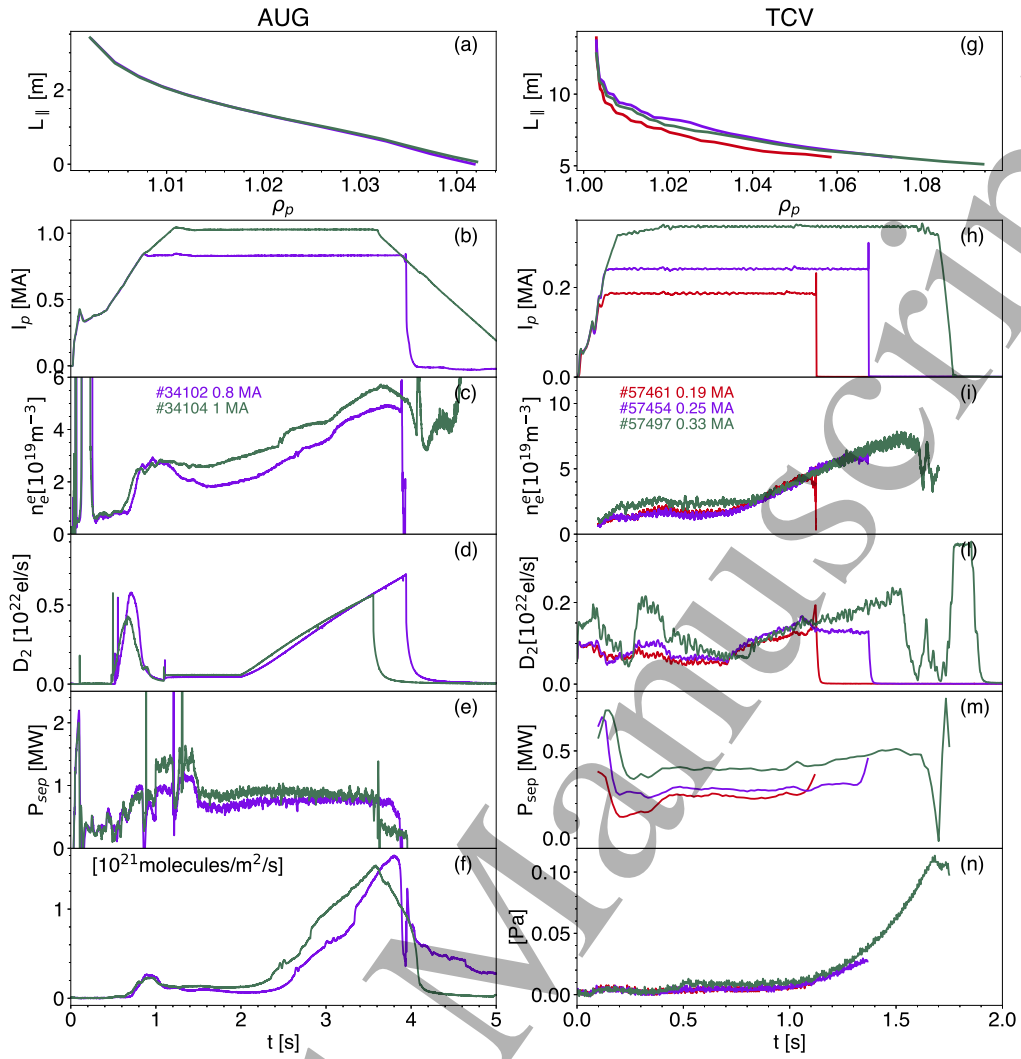 AUG
TCV
(a)
L∥ [m]
2
0
1.01 1.02 1.03 1.04
ρp
(g)
L∥ [m]
10
5
1.00 1.02 1.04 1.06 1.08
ρp
(b)
Ip [MA]
1.0
0.5
0.0
(h)
Ip [MA]
0.2
0.0
(c)
#34102 0.8 MA
#34104 1 MA
nee[10^19m−3]
6
4
2
0
(i)
#57461 0.19 MA
#57454 0.25 MA
#57497 0.33 MA
nee[10^19m−3]
10
5
0
(d)
D2 [10^22el/s]
0.5
0.0
(l)
D2[10^22el/s]
0.2
0.0
(e)
Psep [MW]
2
1
0
(m)
Psep [MW]
0.5
0.0
(f)
[10^21molecules/m^2/s]
1
0
0 1 2 3 4 5
t [s]
(n)
[Pa]
0.10
0.05
0.00
0.0 0.5 1.0 1.5 2.0
t [s]
Manuscrip